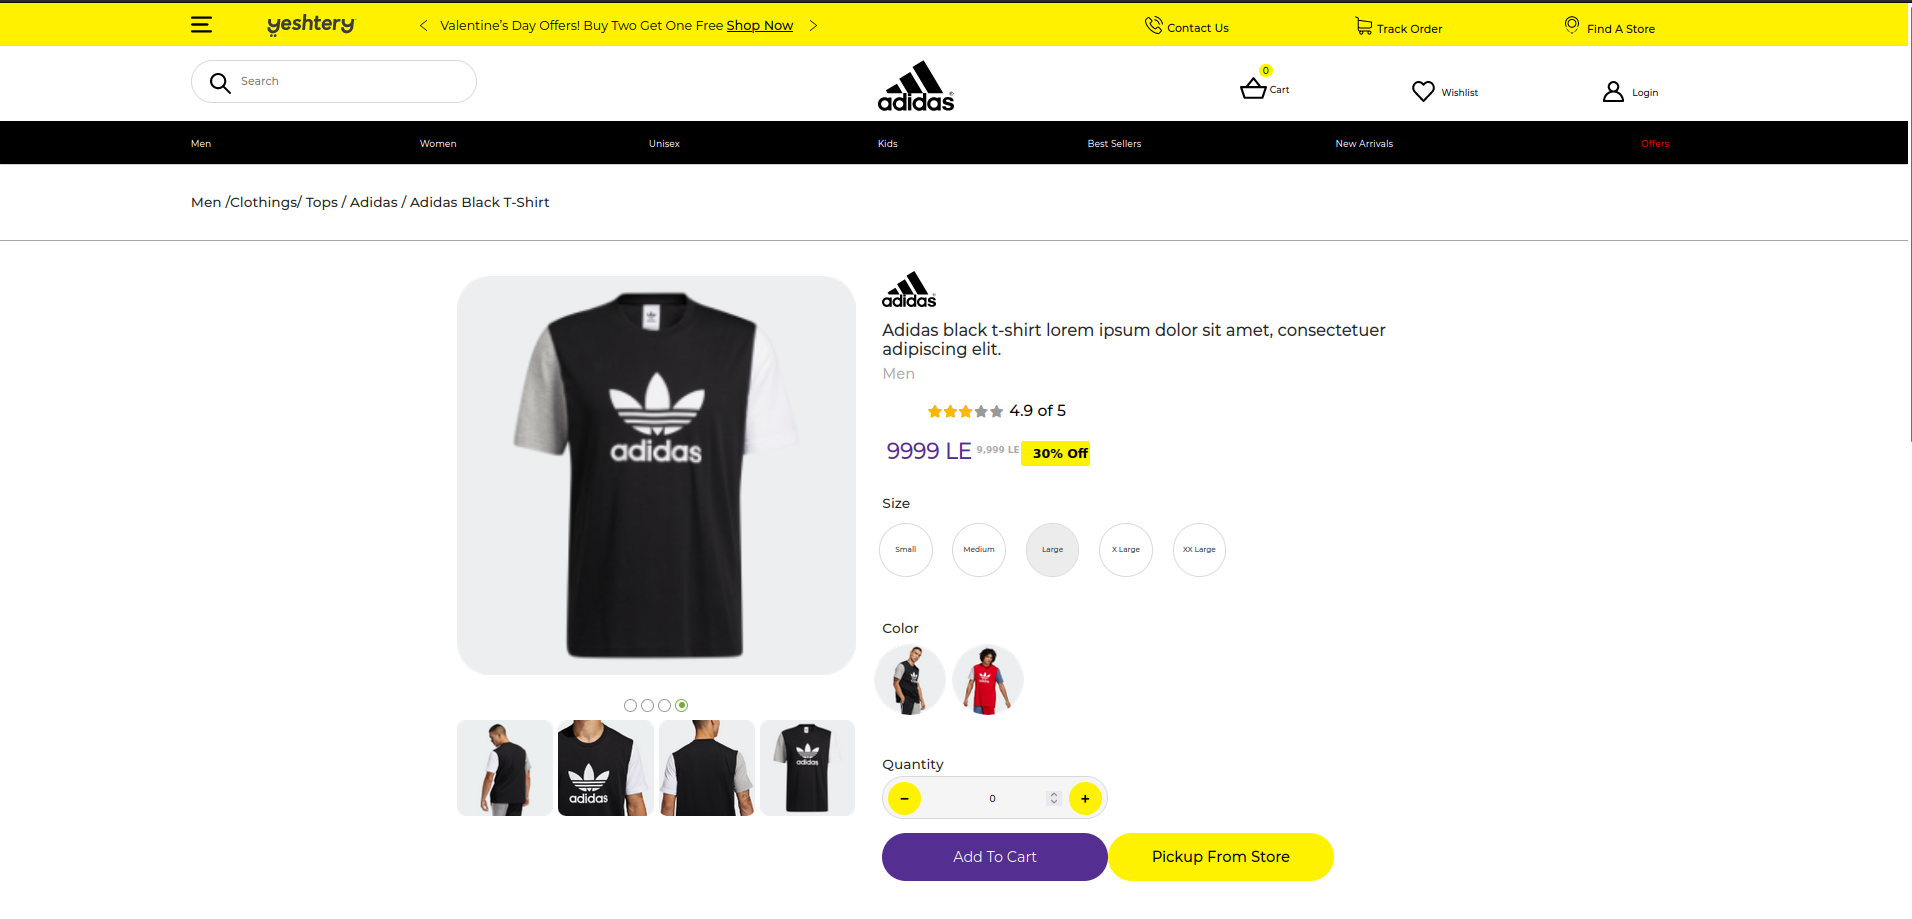 yeshtery
Valentine's Day Offers! Buy Two Get One Free Shop Now
Contact Us
Track Order
Find A Store
Search
adidas
0
Cart
Wishlist
Login
Men
Women
Unisex
Kids
Best Sellers
New Arrivals
Offers
Men /Clothings/ Tops / Adidas / Adidas Black T-Shirt
adidas
adidas
Adidas black t-shirt lorem ipsum dolor sit amet, consectetuer
adipiscing elit.
Men
4.9 of 5
9999 LE 9,999 LE 30% Off
Size
Small
Medium
Large
X Large
XX Large
Color
adidas
adidas
Quantity
-
0
+
Add To Cart
Pickup From Store